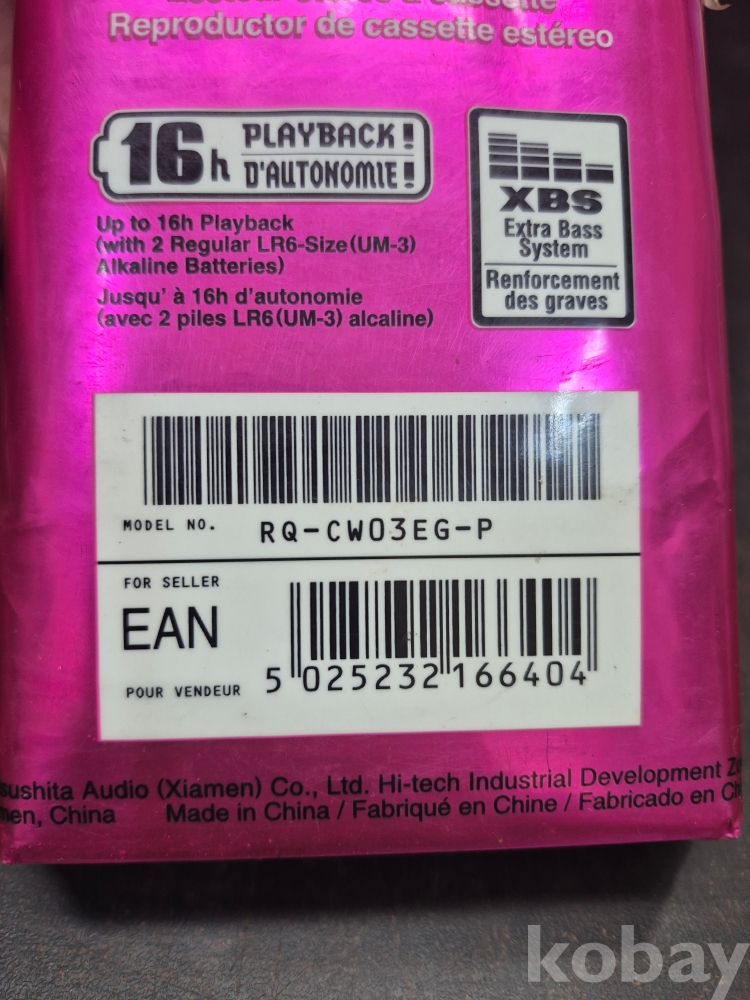 Reproductor de cassette estéreo
16h PLAYBACK!
D'AUTONOMIE!
XBS
Extra Bass
System
Renforcement
des graves
Up to 16h Playback
(with 2 Regular LR6-Size(UM-3)
Alkaline Batteries)
Jusqu' à 16h d'autonomie
(avec 2 piles LR6(UM-3) alcaline)
MODEL NO. RQ-CW03EG-P
FOR SELLER
EAN
POUR VENDEUR
5 025232 166404
sushita Audio (Xiamen) Co., Ltd. Hi-tech Industrial Development
men, China Made in China / Fabriqué en Chine / Fabricado en Ch
kobay